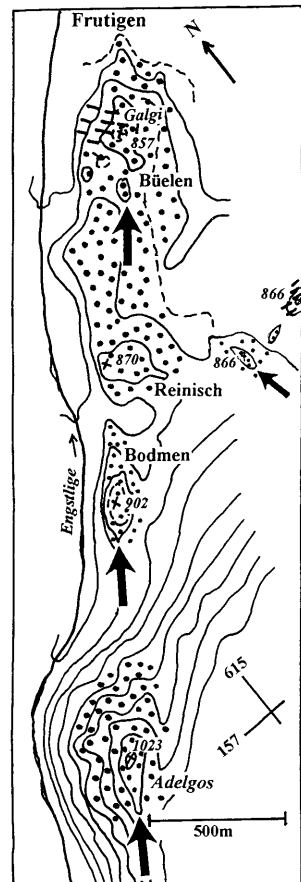 Frutigen
N
Galgi
857
Büelen
866
870
866
Reinisch
Bodmen
Engstlige
902
615
157
1023
Adelgos
500m